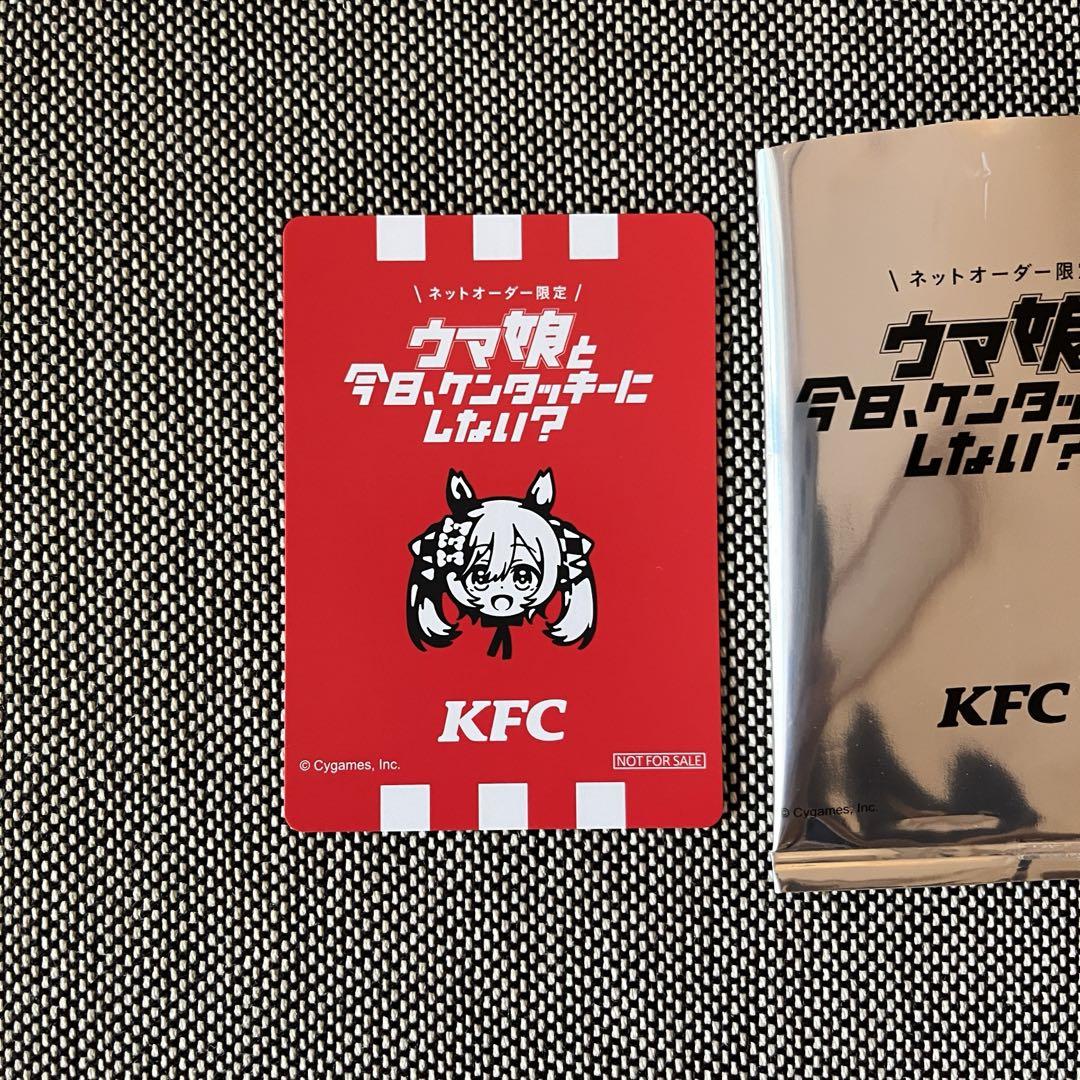 \ ネットオーダー限定 /
ウマ娘と
今日、ケンタッキーに
しない?
KFC
© Cygames, Inc.
NOT FOR SALE
\ ネットオーダー限定
ウマ娘
今日、ケンタッ
しない?
KFC
© Cygames, Inc.